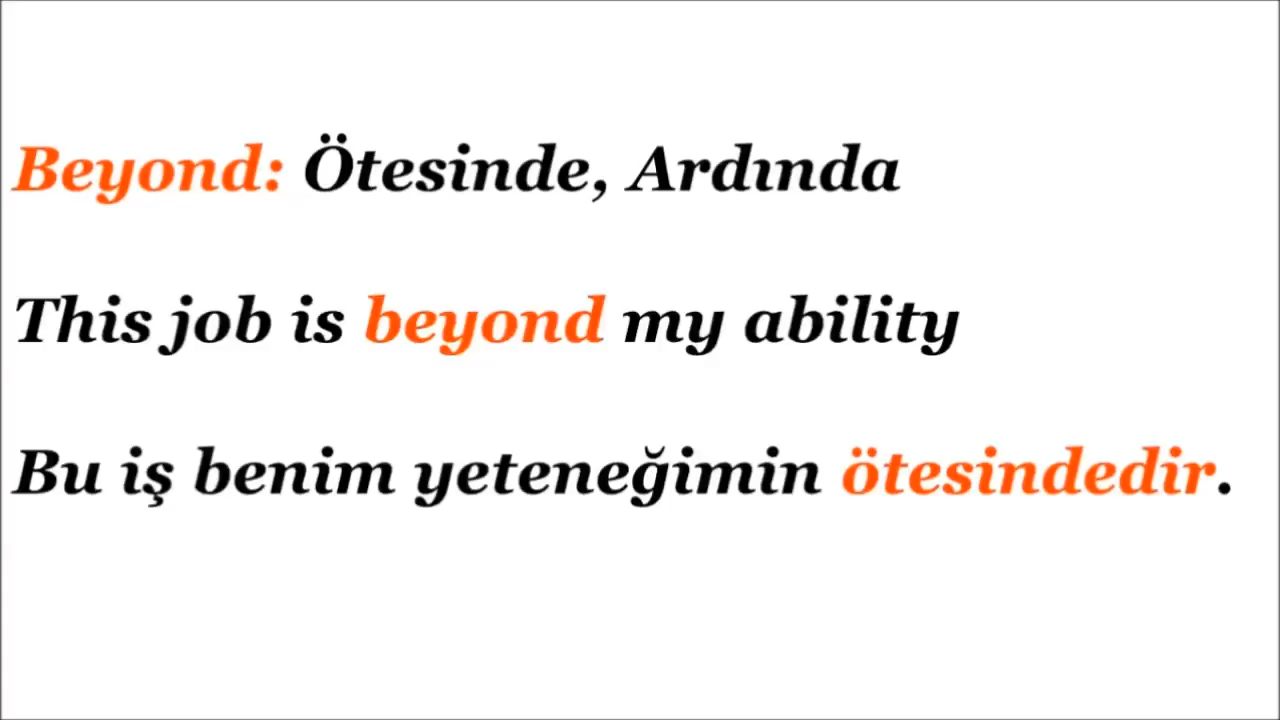 Beyond: Ötesinde, Ardında
This job is beyond my ability
Bu iş benim yeteneğimin ötesindedir.